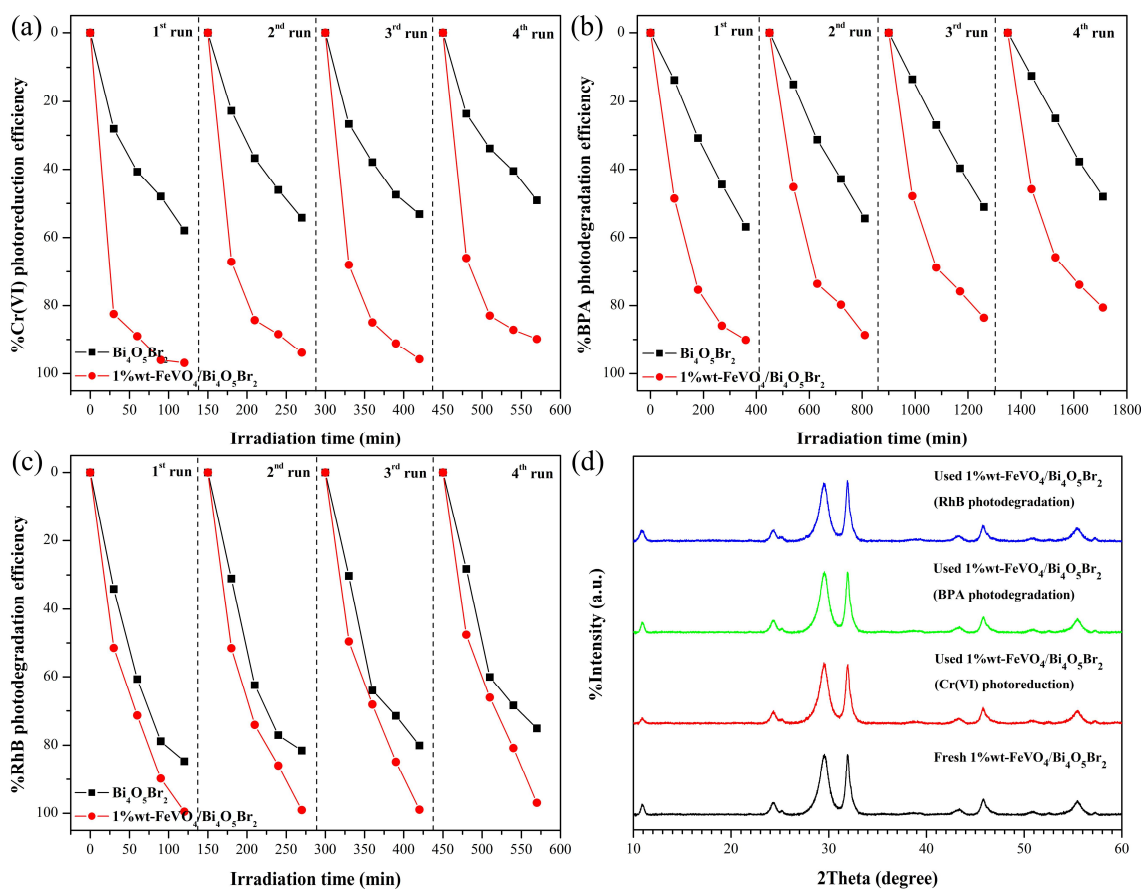 (a)
1st run
2nd run
3rd run
4th run
%Cr(VI) photoreduction efficiency
0
20
40
60
80
100
Bi4O5Br2
1%wt-FeVO4/Bi4O5Br2
0 50 100 150 200 250 300 350 400 450 500 550 600
Irradiation time (min)
(b)
1st run
2nd run
3rd run
4th run
%BPA photodegradation efficiency
0
20
40
60
80
100
Bi4O5Br2
1%wt-FeVO4/Bi4O5Br2
0 200 400 600 800 1000 1200 1400 1600 1800
Irradiation time (min)
(c)
1st run
2nd run
3rd run
4th run
%RhB photodegradation efficiency
0
20
40
60
80
100
Bi4O5Br2
1%wt-FeVO4/Bi4O5Br2
0 50 100 150 200 250 300 350 400 450 500 550 600
Irradiation time (min)
(d)
%Intensity (a.u.)
Used 1%wt-FeVO4/Bi4O5Br2
(RhB photodegradation)
Used 1%wt-FeVO4/Bi4O5Br2
(BPA photodegradation)
Used 1%wt-FeVO4/Bi4O5Br2
(Cr(VI) photoreduction)
Fresh 1%wt-FeVO4/Bi4O5Br2
10 20 30 40 50 60
2Theta (degree)